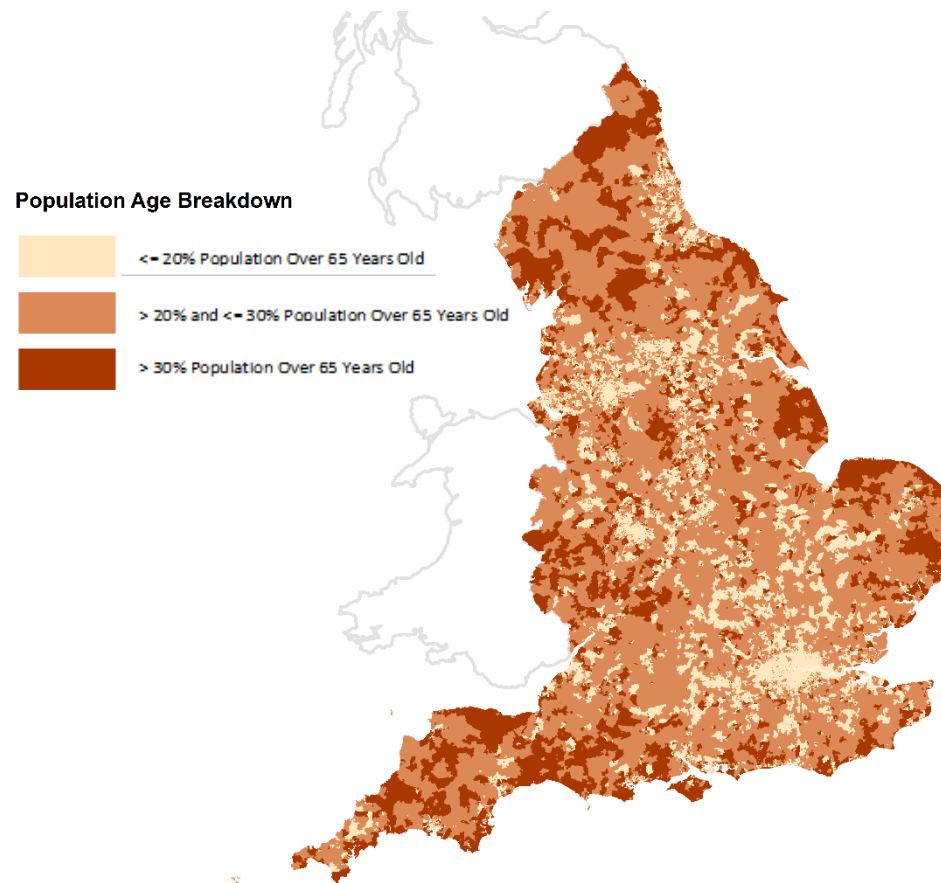 Population Age Breakdown
<= 20% Population Over 65 Years Old
> 20% and <= 30% Population Over 65 Years Old
> 30% Population Over 65 Years Old